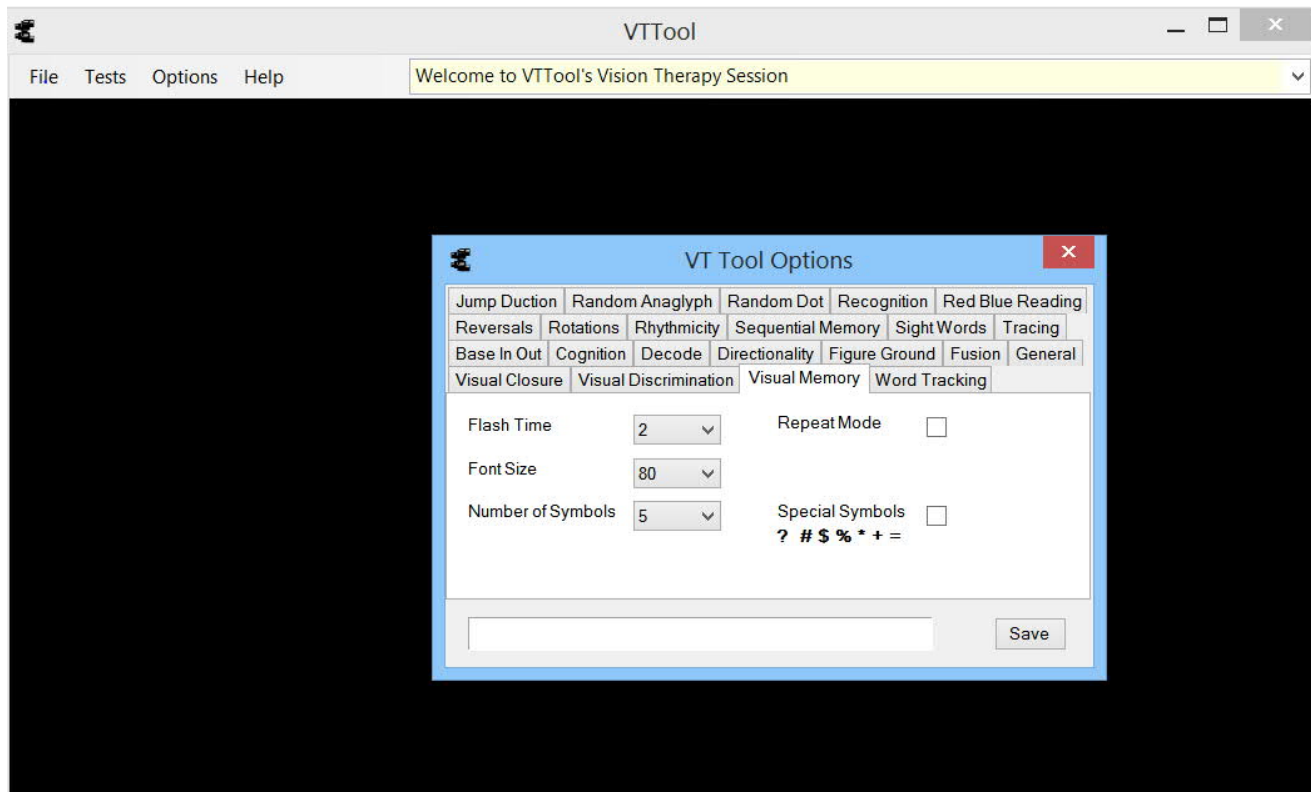 VTTool
File Tests Options Help Welcome to VTTool's Vision Therapy Session
VT Tool Options
Jump Duction Random Anaglyph Random Dot Recognition Red Blue Reading
Reversals Rotations Rhythmicity Sequential Memory Sight Words Tracing
Base In Out Cognition Decode Directionality Figure Ground Fusion General
Visual Closure Visual Discrimination Visual Memory Word Tracking
Flash Time 2 Repeat Mode
Font Size 80
Number of Symbols 5 Special Symbols
? # $ % * + =
Save